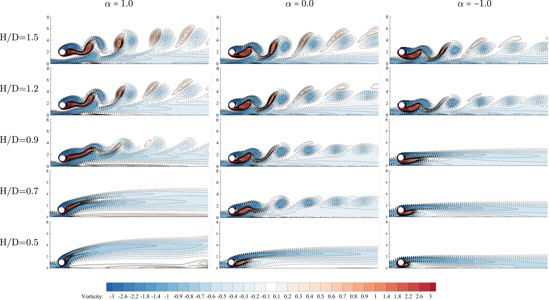 α = 1.0 α = 0.0 α = −1.0
H/D=1.5
H/D=1.2
H/D=0.9
H/D=0.7
H/D=0.5
Vorticity: -3 -2.6 -2.2 -1.8 -1.4 -1 -0.9 -0.8 -0.7 -0.6 -0.5 -0.4 -0.3 -0.2 -0.1 0.1 0.2 0.3 0.4 0.5 0.6 0.7 0.8 0.9 1 1.4 1.8 2.2 2.6 3